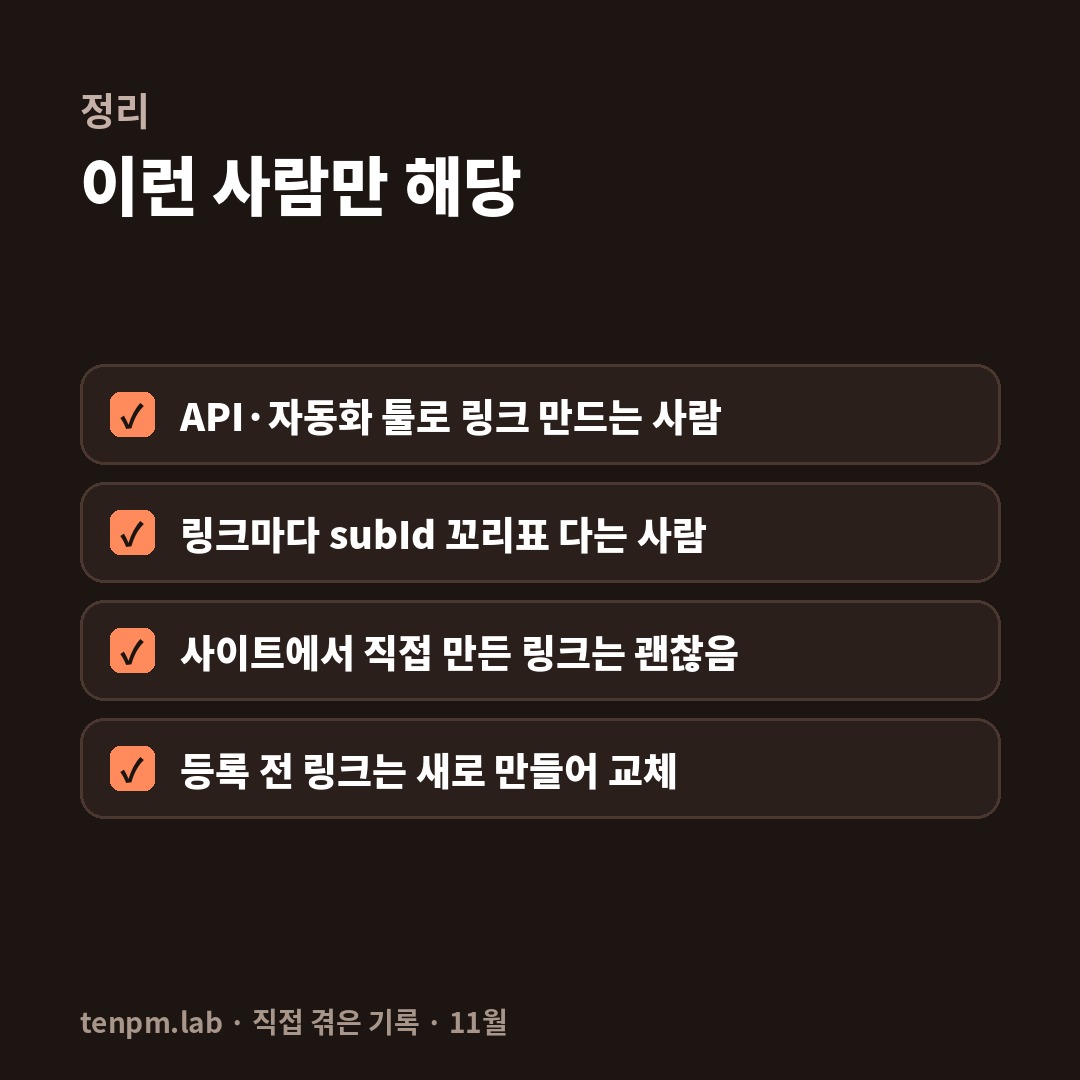 정리
이런 사람만 해당
API·자동화 툴로 링크 만드는 사람
링크마다 subId 꼬리표 다는 사람
사이트에서 직접 만든 링크는 괜찮음
등록 전 링크는 새로 만들어 교체
tenpm.lab · 직접 겪은 기록 · 11월